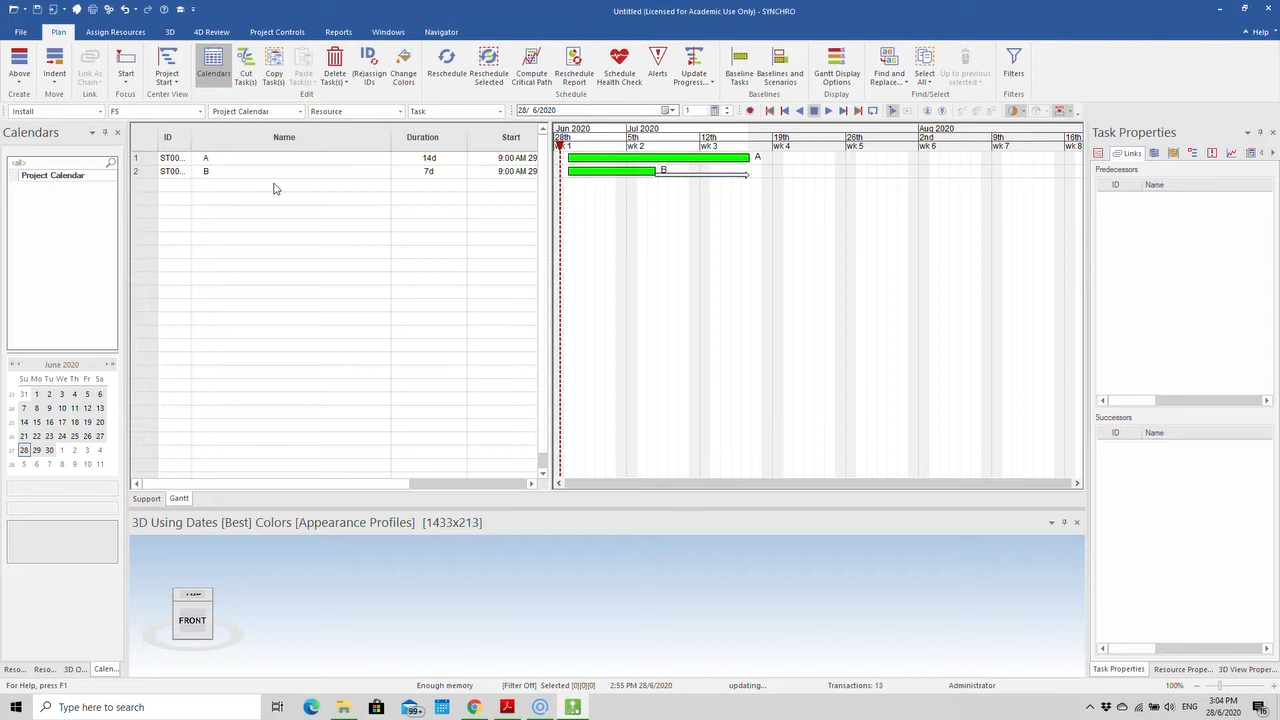 Untitled (Licensed for Academic Use Only) - SYNCHRO
File Plan Assign Resources 3D 4D Review Project Controls Reports Windows Navigator Help
Above Indent Link As Chain Start Project Start Calendars Cut Task(s) Copy Task(s) Paste Task(s) Delete Task(s) (Re)assign IDs Change Colors Reschedule Reschedule Selected Compute Critical Path Reschedule Report Schedule Health Check Alerts Update Progress... Baseline Tasks Baselines and Scenarios Gantt Display Options Find and Replace... Select All Up to previously selected Filters
Create Move Link Focus Center View Edit Schedule Baselines Display Find/Select Filters
Install FS Project Calendar Resource Task 28/ 6/2020 1
Calendars
<all>
Project Calendar
June 2020
Su Mo Tu We Th Fr Sa
23 31 1 2 3 4 5 6
24 7 8 9 10 11 12 13
25 14 15 16 17 18 19 20
26 21 22 23 24 25 26 27
27 28 29 30 1 2 3 4
28 5 6 7 8 9 10 11
Reso... Reso... 3D O... Calen...
ID Name Duration Start
1 ST00... A 14d 9:00 AM 29
2 ST00... B 7d 9:00 AM 29
Jun 2020 Jul 2020 Aug 2020
28th 5th 12th 19th 26th 2nd 9th 16th
wk 1 wk 2 wk 3 wk 4 wk 5 wk 6 wk 7 wk 8
A
B
Support Gantt
3D Using Dates [Best] Colors [Appearance Profiles] [1433x213]
FRONT
Task Properties
Links
Predecessors
ID Name
Successors
ID Name
Task Properties Resource Prope... 3D View Proper...
For Help, press F1 Enough memory [Filter Off] Selected [0][0][0] 2:55 PM 28/6/2020 updating... Transactions: 13 Administrator 100%
Type here to search 99+ ENG 3:04 PM 28/6/2020 16